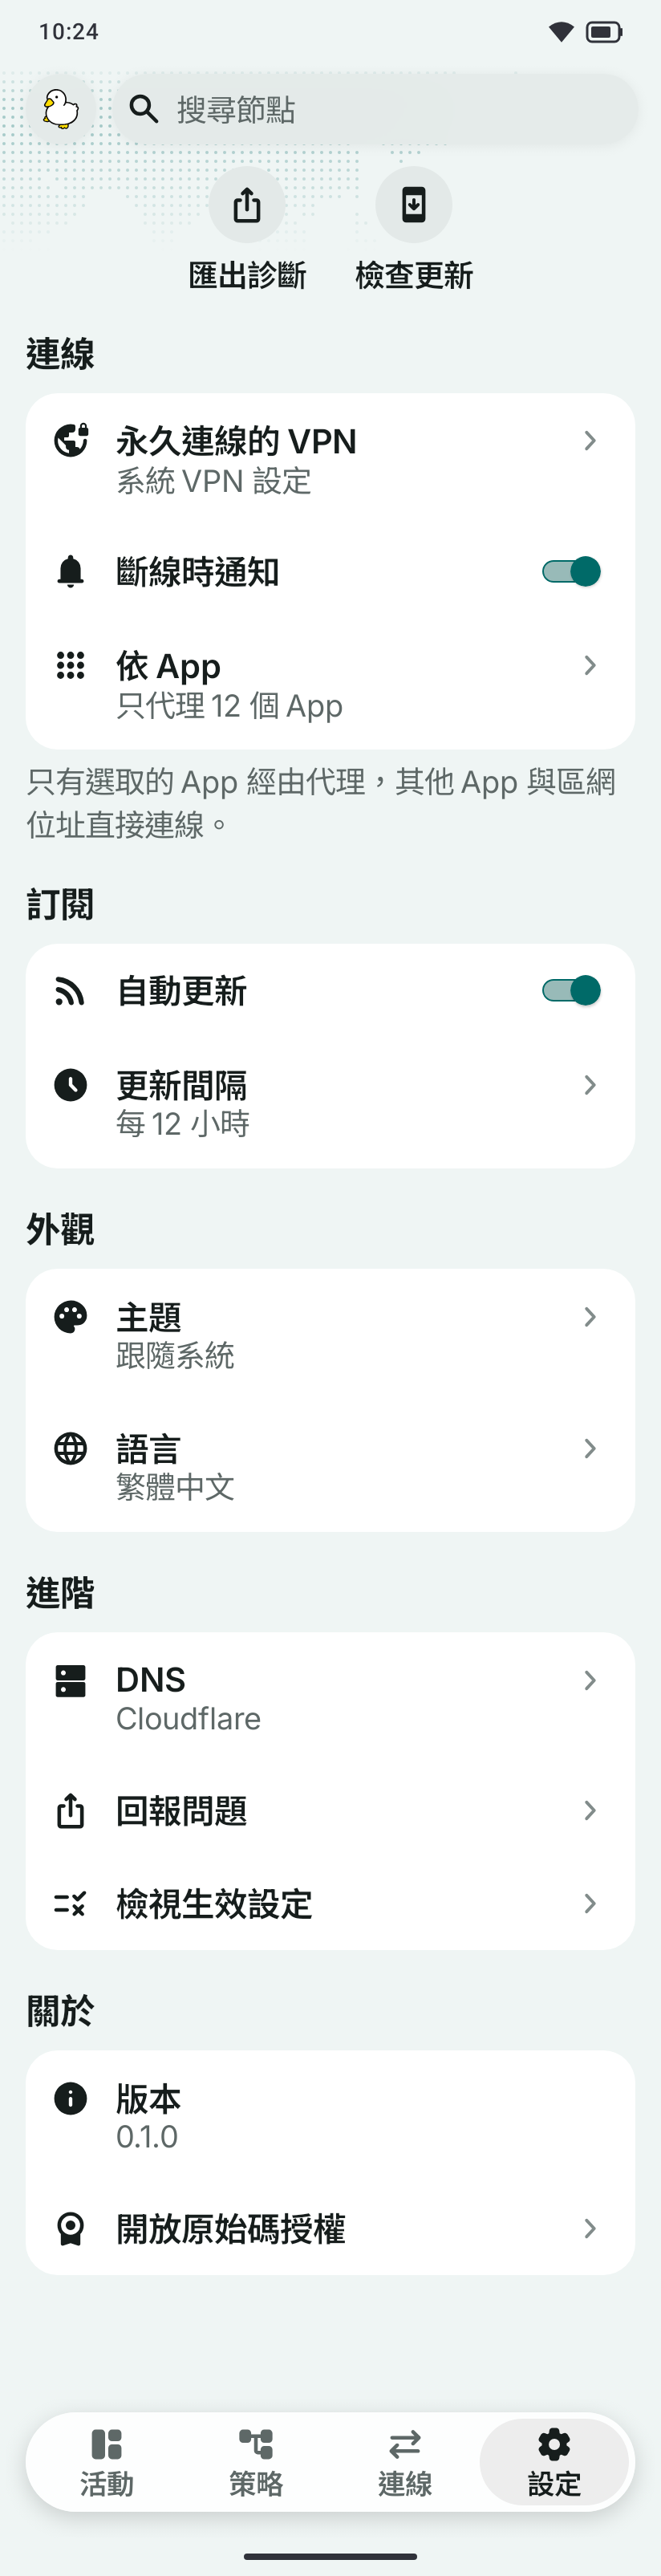 10:24
搜尋節點
匯出診斷
檢查更新
連線
永久連線的 VPN
系統 VPN 設定
斷線時通知
依 App
只代理 12 個 App
只有選取的 App 經由代理，其他 App 與區網
位址直接連線。
訂閱
自動更新
更新間隔
每 12 小時
外觀
主題
跟隨系統
語言
繁體中文
進階
DNS
Cloudflare
回報問題
檢視生效設定
關於
版本
0.1.0
開放原始碼授權
活動
策略
連線
設定